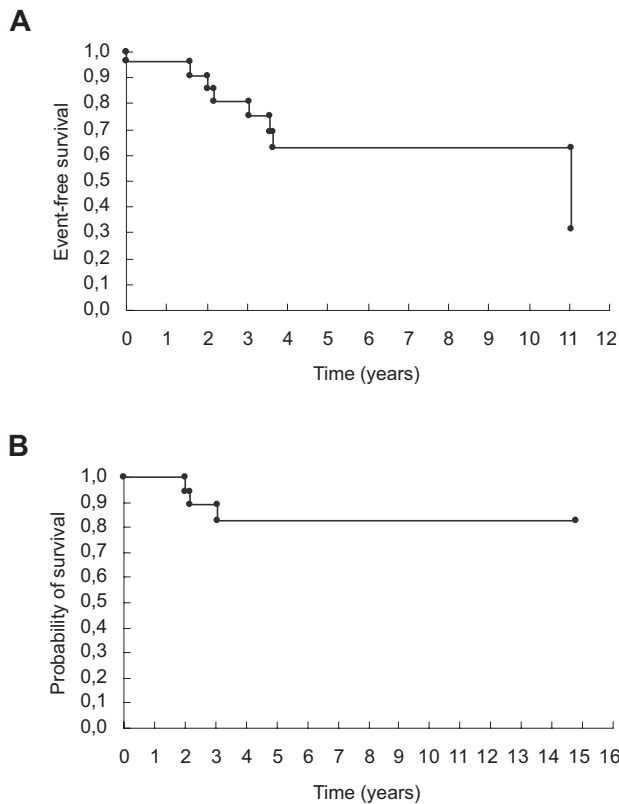 A
Event-free survival
1,0
0,9
0,8
0,7
0,6
0,5
0,4
0,3
0,2
0,1
0,0
0 1 2 3 4 5 6 7 8 9 10 11 12
Time (years)
B
Probability of survival
1,0
0,9
0,8
0,7
0,6
0,5
0,4
0,3
0,2
0,1
0,0
0 1 2 3 4 5 6 7 8 9 10 11 12 13 14 15 16
Time (years)